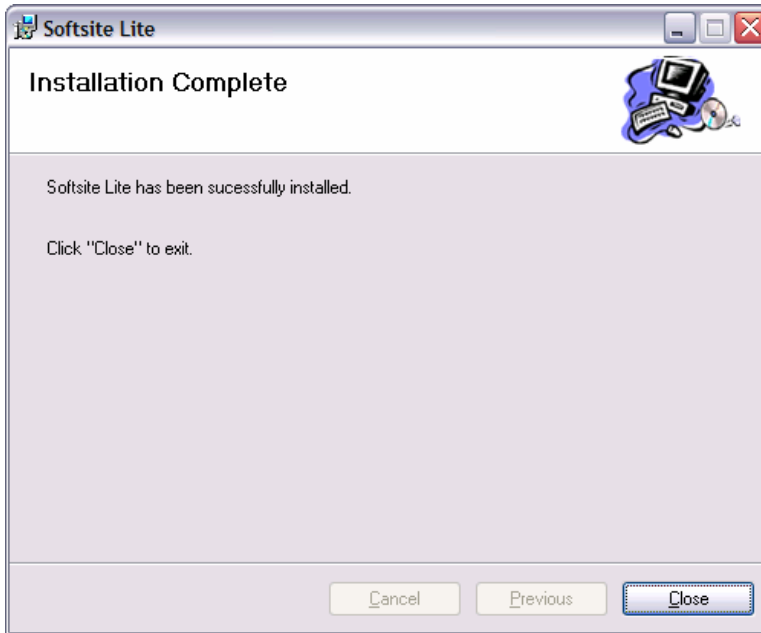 Softsite Lite
Installation Complete
Softsite Lite has been sucessfully installed.
Click "Close" to exit.
Cancel Previous Close